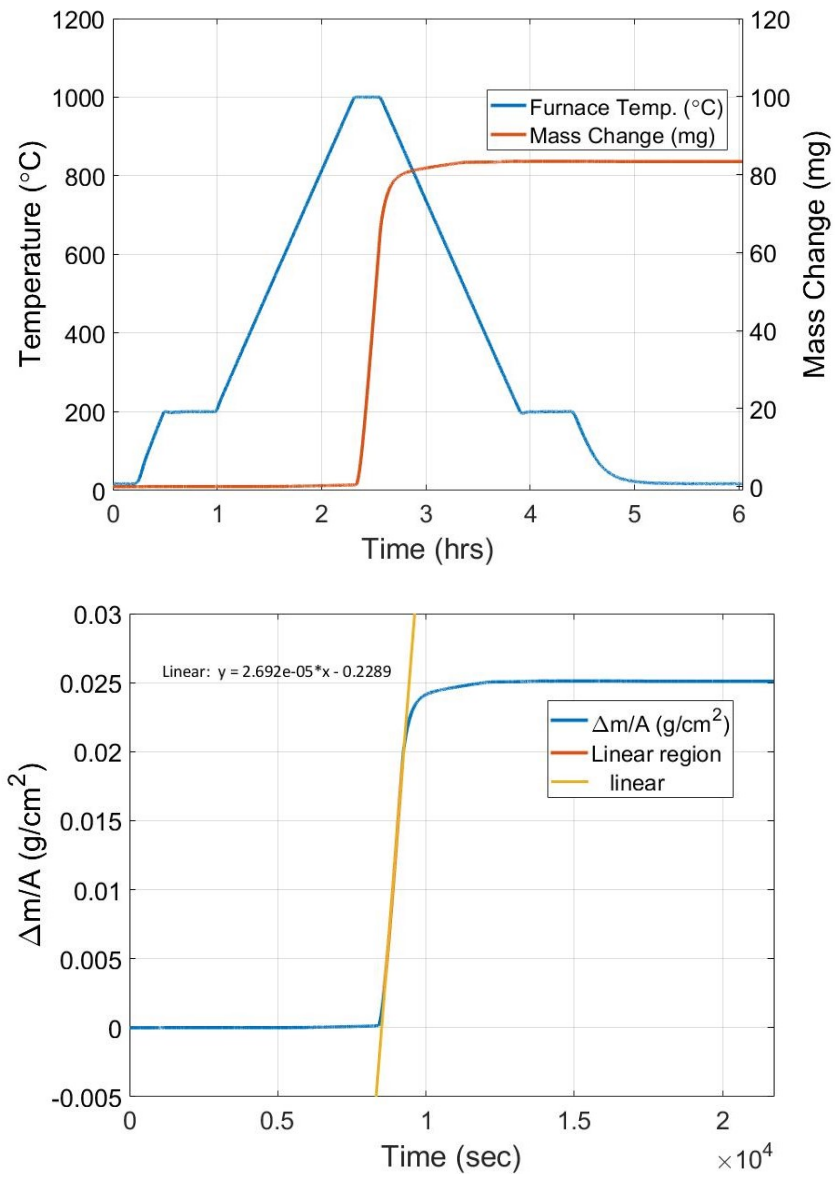 1200
1000
800
600
400
200
0
Temperature (°C)
120
100
80
60
40
20
0
Mass Change (mg)
Furnace Temp. (°C)
Mass Change (mg)
0 1 2 3 4 5 6
Time (hrs)
0.03
0.025
0.02
0.015
0.01
0.005
0
-0.005
Δm/A (g/cm²)
Linear: y = 2.692e-05*x - 0.2289
Δm/A (g/cm²)
Linear region
linear
0 0.5 1 1.5 2
Time (sec)
×10⁴